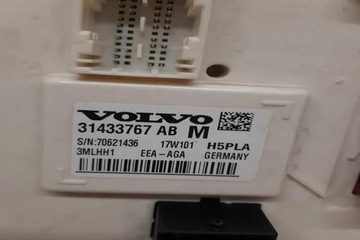 VOLVO
31433767 AB M
S/N:70621436 17W101 H5PLA
3MLHH1 EEA-AGA GERMANY